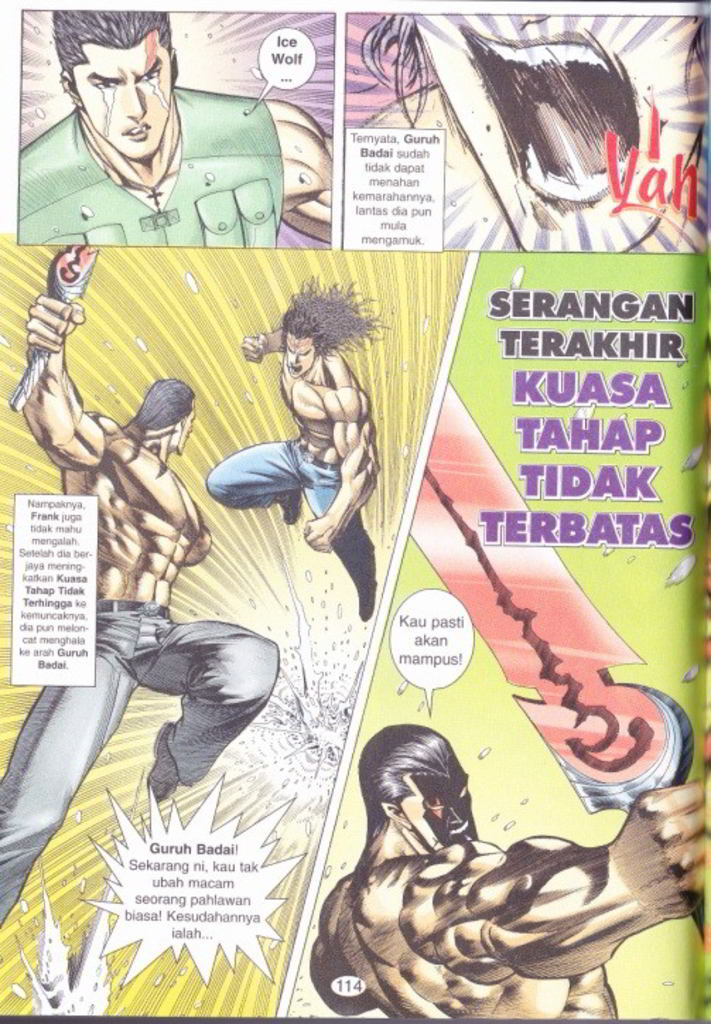 Ice
Wolf
...
Ternyata, Guruh
Badai sudah
tidak dapat
menahan
kemarahannya,
lantas dia pun
mula
mengamuk.
Yah
SERANGAN
TERAKHIR
KUASA
TAHAP
TIDAK
TERBATAS
Nampaknya,
Frank juga
tidak mahu
mengalah.
Setelah dia ber-
jaya mening-
katkan Kuasa
Tahap Tidak
Terhingga ke
kemuncaknya,
dia pun melon-
cat menghala
ke arah Guruh
Badai.
Kau pasti
akan
mampus!
Guruh Badai!
Sekarang ni, kau tak
ubah macam
seorang pahlawan
biasa! Kesudahannya
ialah...
114